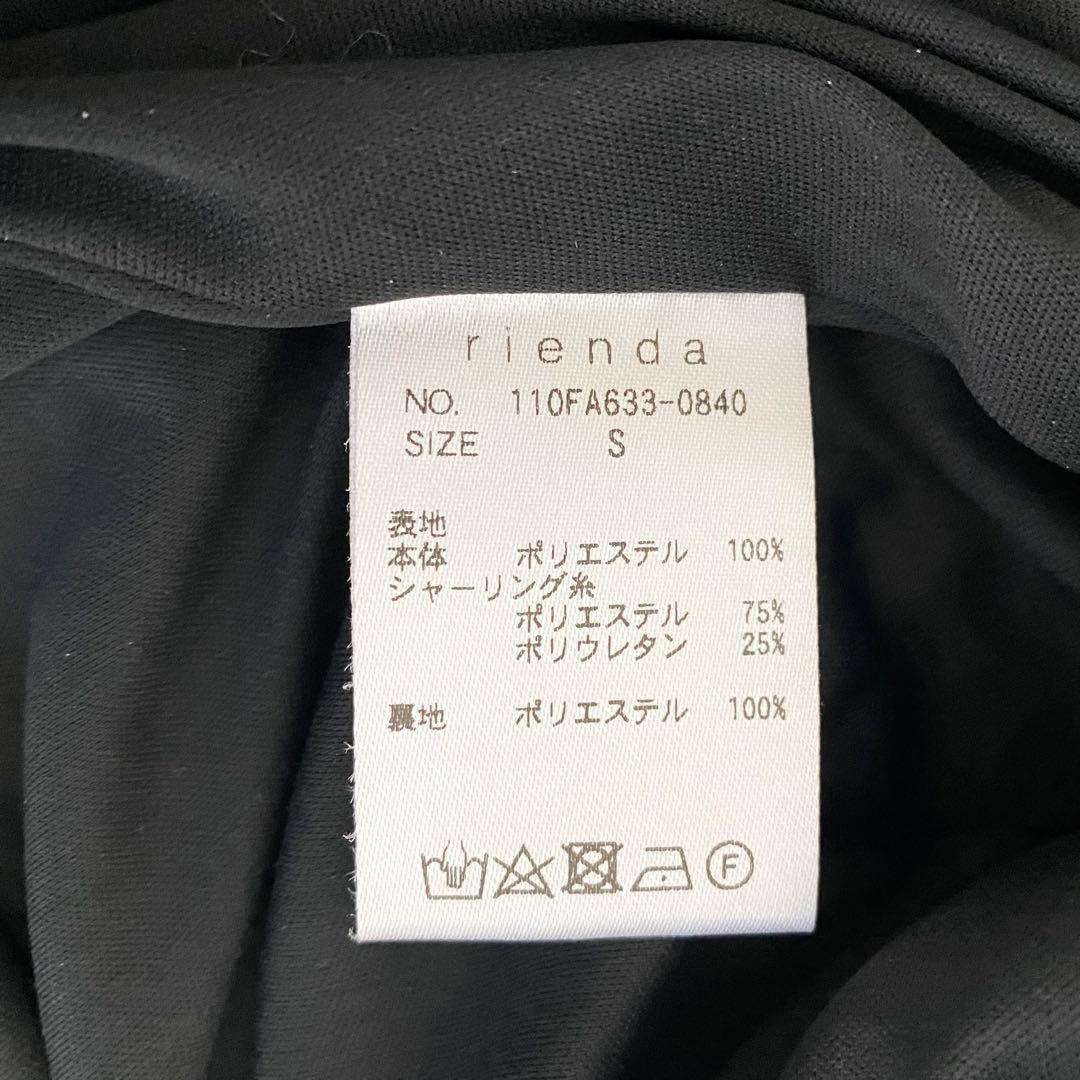 rienda
NO. 110FA633-0840
SIZE S
表地
本体 ポリエステル 100%
シャーリング糸
ポリエステル 75%
ポリウレタン 25%
裏地 ポリエステル 100%
F